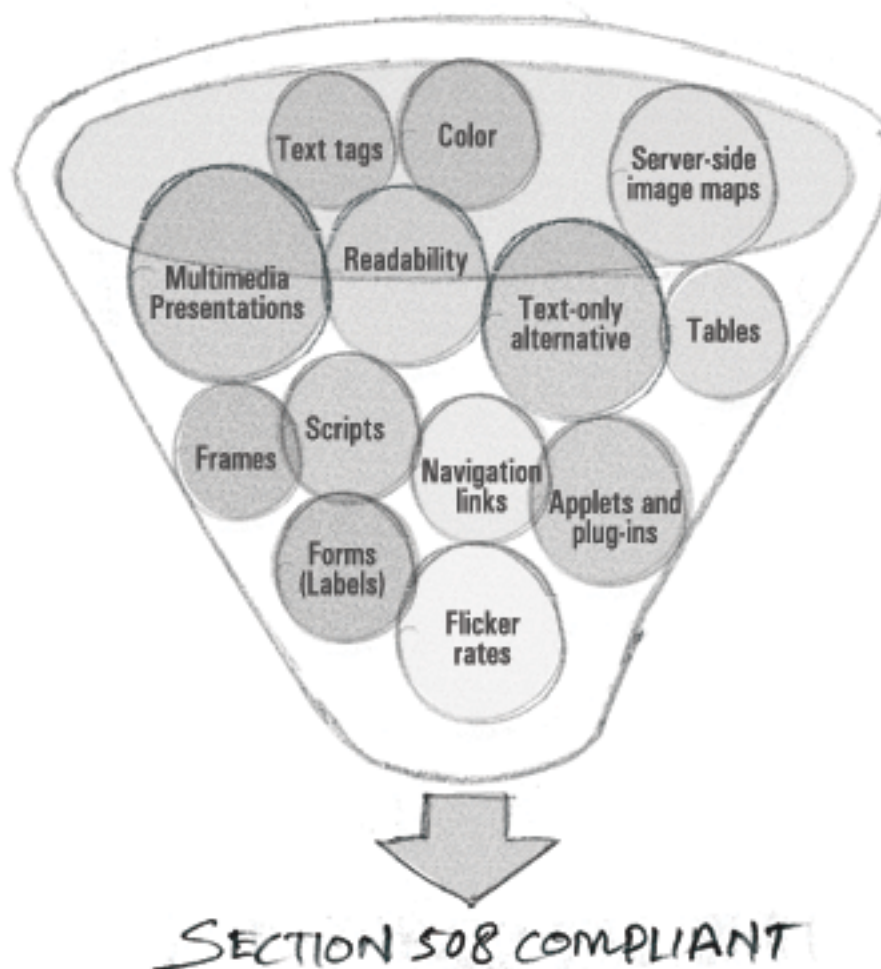 Text tags
Color
Server-side
image maps
Multimedia
Presentations
Readability
Text-only
alternative
Tables
Frames
Scripts
Navigation
links
Applets and
plug-ins
Forms
(Labels)
Flicker
rates
SECTION 508 COMPLIANT